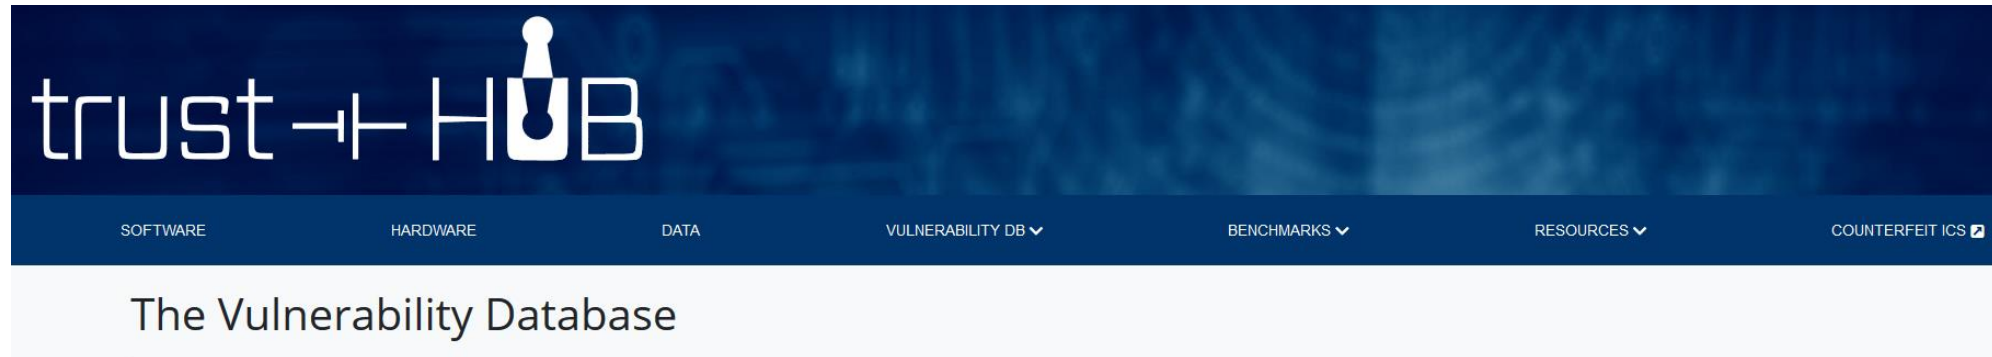 trust HUB
SOFTWARE HARDWARE DATA VULNERABILITY DB BENCHMARKS RESOURCES COUNTERFEIT ICS
The Vulnerability Database